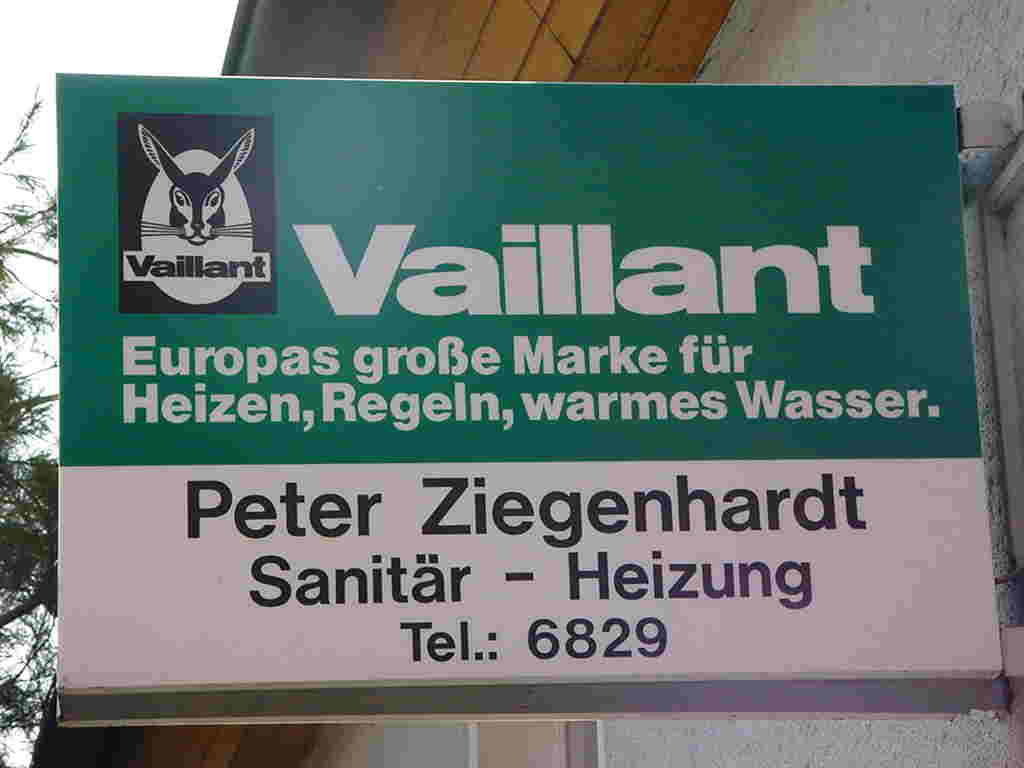 Vaillant
Vaillant
Europas große Marke für
Heizen, Regeln, warmes Wasser.
Peter Ziegenhardt
Sanitär - Heizung
Tel.: 6829